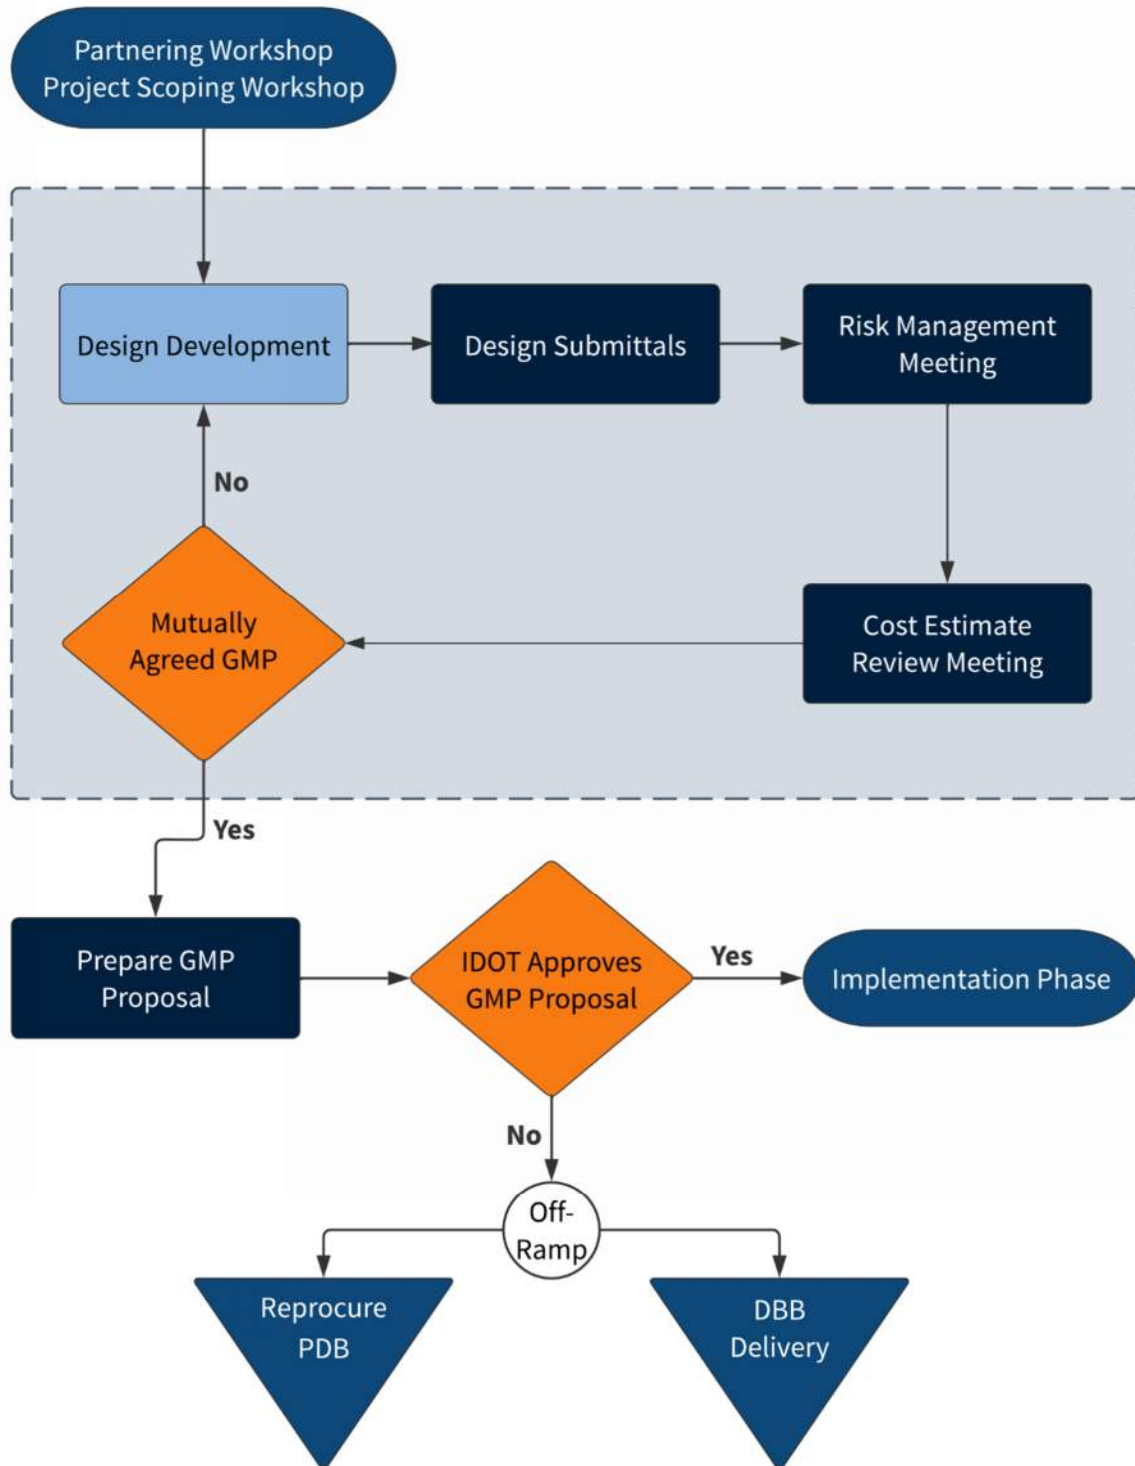 Partnering Workshop
Project Scoping Workshop
Design Development
Design Submittals
Risk Management
Meeting
No
Mutually
Agreed GMP
Cost Estimate
Review Meeting
Yes
Prepare GMP
Proposal
IDOT Approves
GMP Proposal
Yes
Implementation Phase
No
Off-
Ramp
Reprocure
PDB
DBB
Delivery